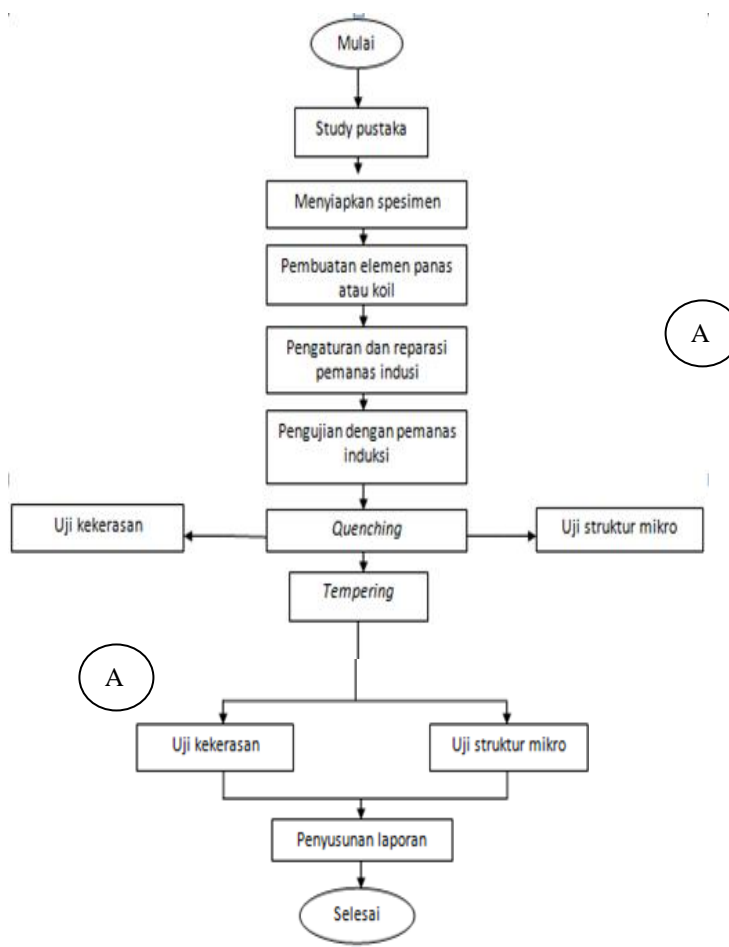 Mulai
Study pustaka
Menyiapkan spesimen
Pembuatan elemen panas
atau koil
A
Pengaturan dan reparasi
pemanas indusi
Pengujian dengan pemanas
induksi
Uji kekerasan
Quenching
Uji struktur mikro
Tempering
A
Uji kekerasan
Uji struktur mikro
Penyusunan laporan
Selesai